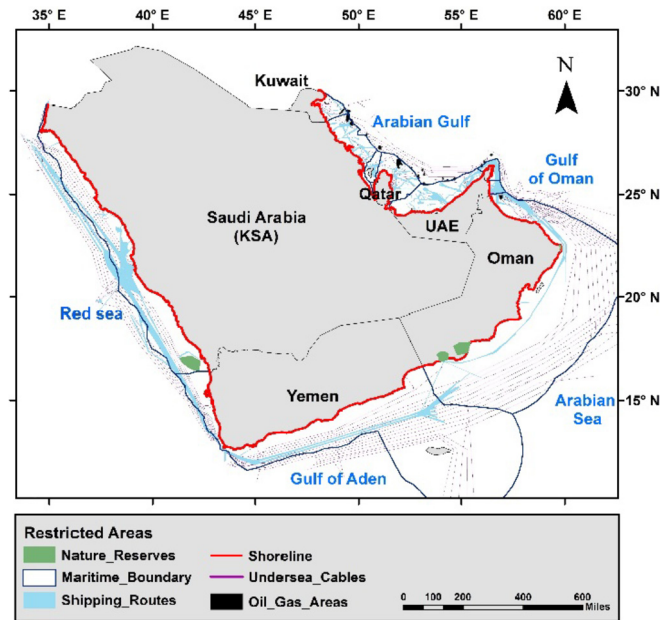 35° E 40° E 45° E 50° E 55° E 60° E
N
Kuwait
30° N
Arabian Gulf
Gulf
of Oman
25° N
Qatar
Saudi Arabia
(KSA)
UAE
Oman
Red sea
20° N
Yemen
Arabian
Sea
15° N
Gulf of Aden
Restricted Areas
Nature_Reserves
Shoreline
Maritime_Boundary
Undersea_Cables
Shipping_Routes
Oil_Gas_Areas
0 100 200 400 600
Miles